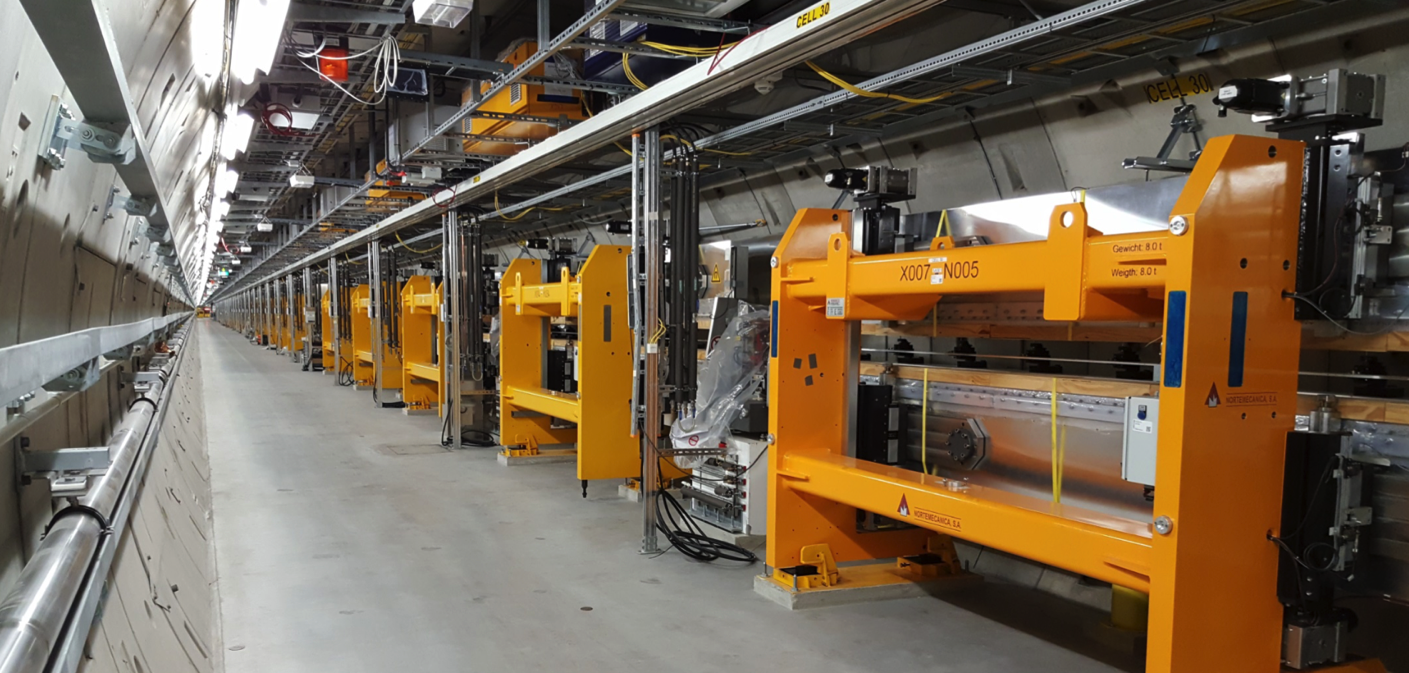 CELL 30
CELL 30
X007
N005
Gewicht: 8.0 t
Weigth: 8.0 t
NORTEMECANICA, S.A.
NORTEMECANICA, S.A.